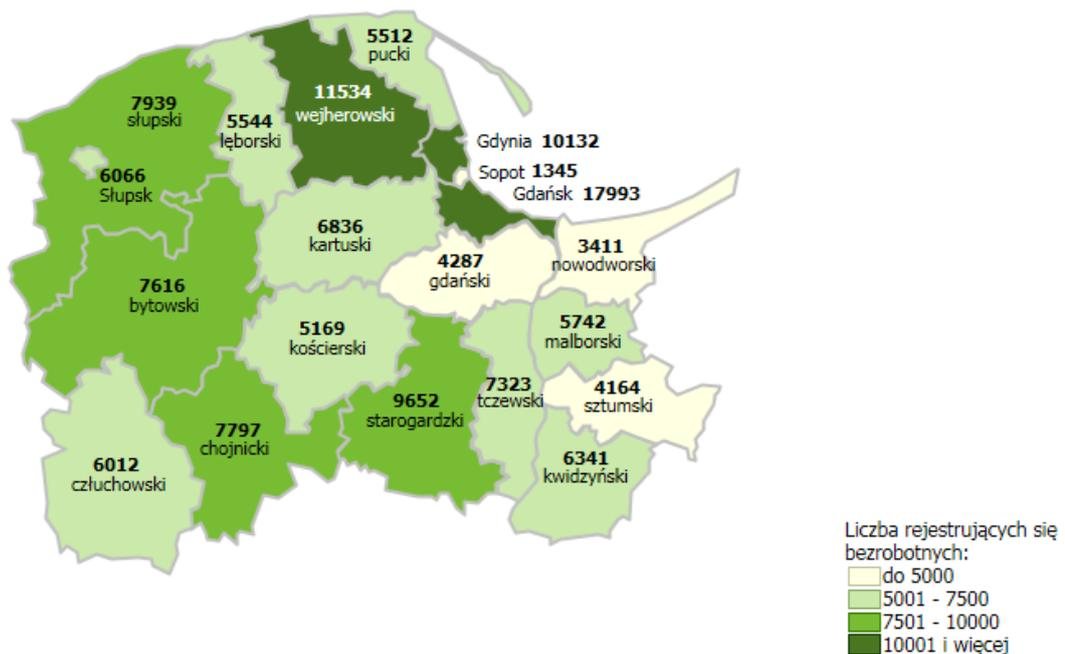 5512
pucki
11534
wejherowski
7939
słupski
5544
lęborski
Gdynia 10132
Sopot 1345
Gdańsk 17993
6066
Słupsk
6836
kartuski
4287
gdański
3411
nowodworski
7616
bytowski
5169
kościerski
5742
malborski
7323
tczewski
4164
sztumski
9652
starogardzki
7797
chojnicki
6012
człuchowski
6341
kwidzyński
Liczba rejestrujących się
bezrobotnych:
do 5000
5001 - 7500
7501 - 10000
10001 i więcej